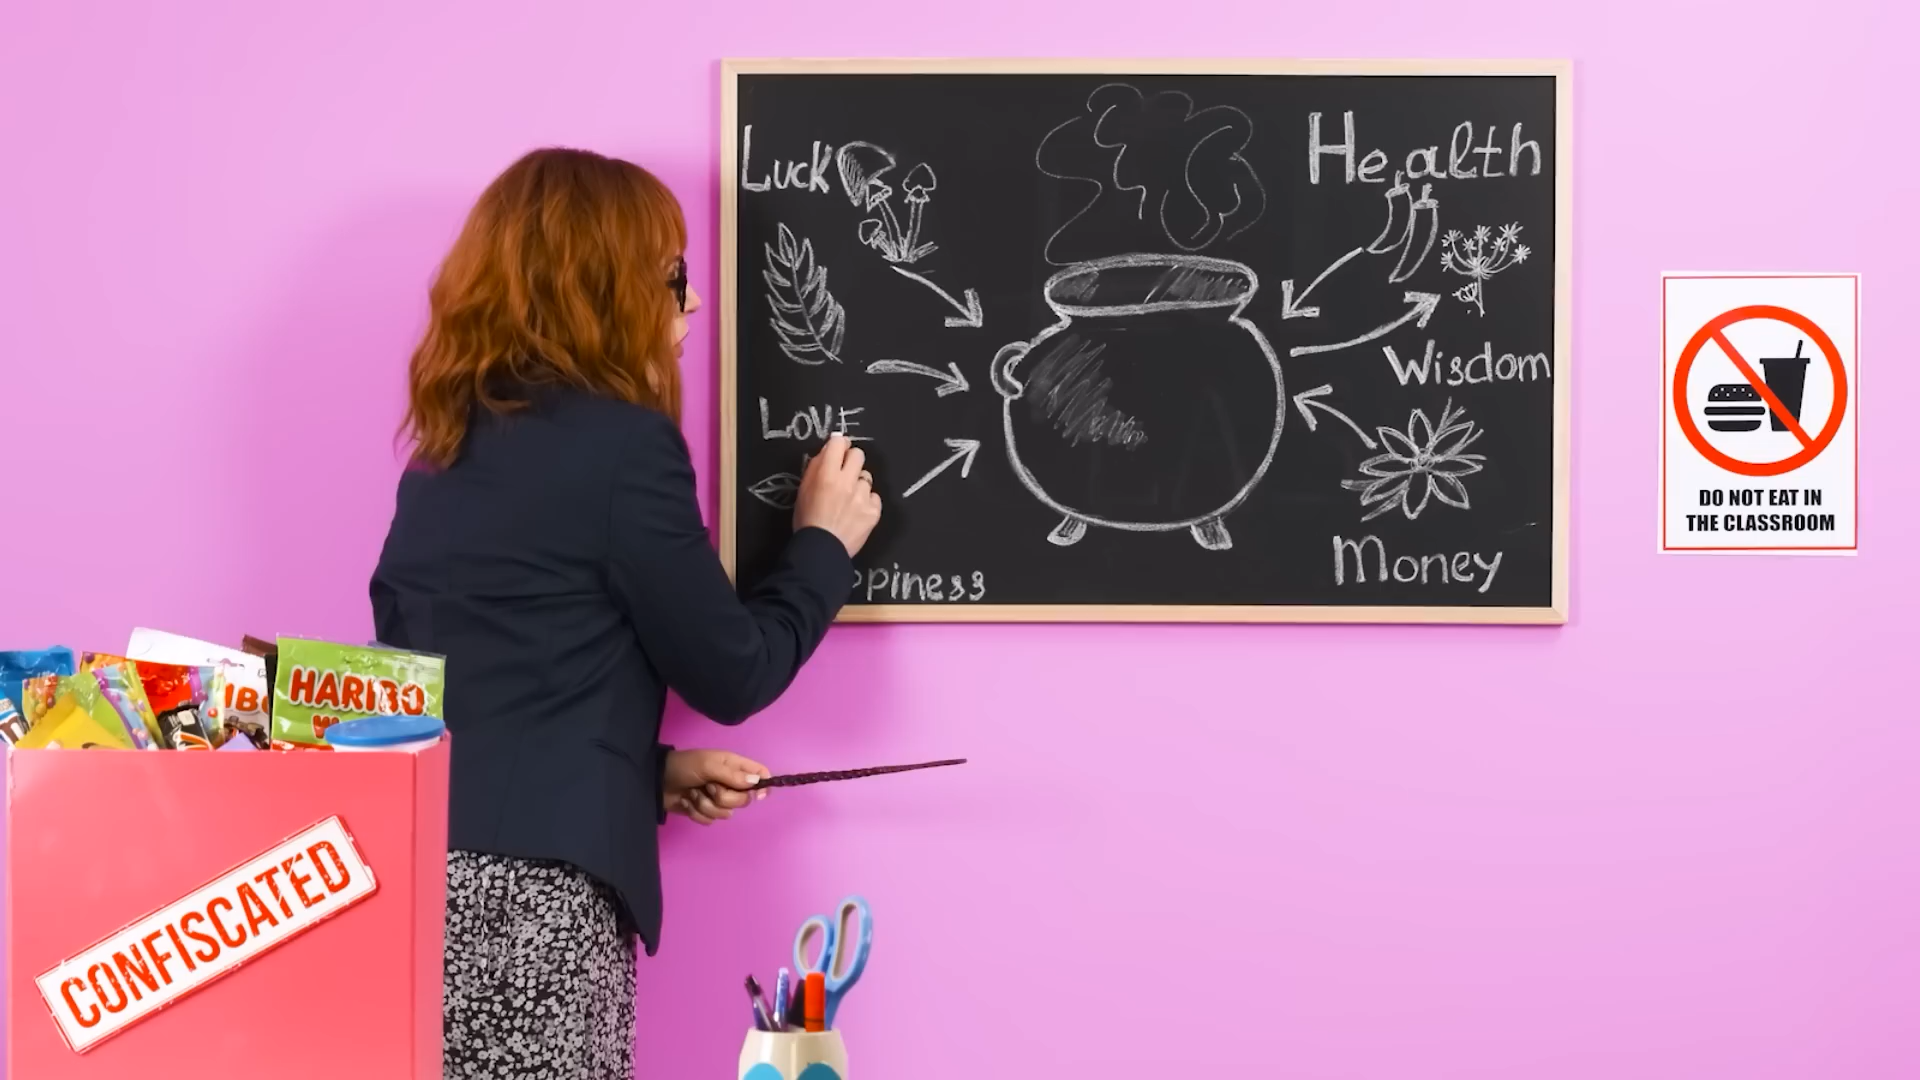 Luck
Health
Wisdom
LOVE
Money
ppiness
DO NOT EAT IN
THE CLASSROOM
HARIBO
CONFISCATED